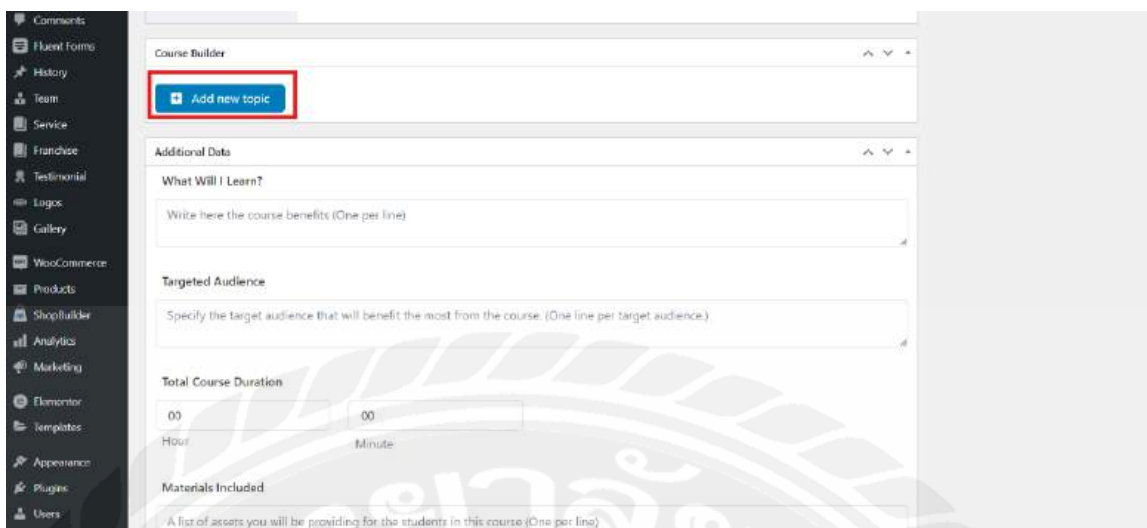 Comments
Fluent Forms
History
Team
Service
Franchise
Testimonial
Logos
Gallery
WooCommerce
Products
ShopBuilder
Analytics
Marketing
Elementor
Templates
Appearance
Plugins
Users
Course Builder
Add new topic
Additional Data
What Will I Learn?
Write here the course benefits (One per line)
Targeted Audience
Specify the target audience that will benefit the most from the course. (One line per target audience.)
Total Course Duration
00 00
Hour Minute
Materials Included
A list of assets you will be providing for the students in this course (One per line)